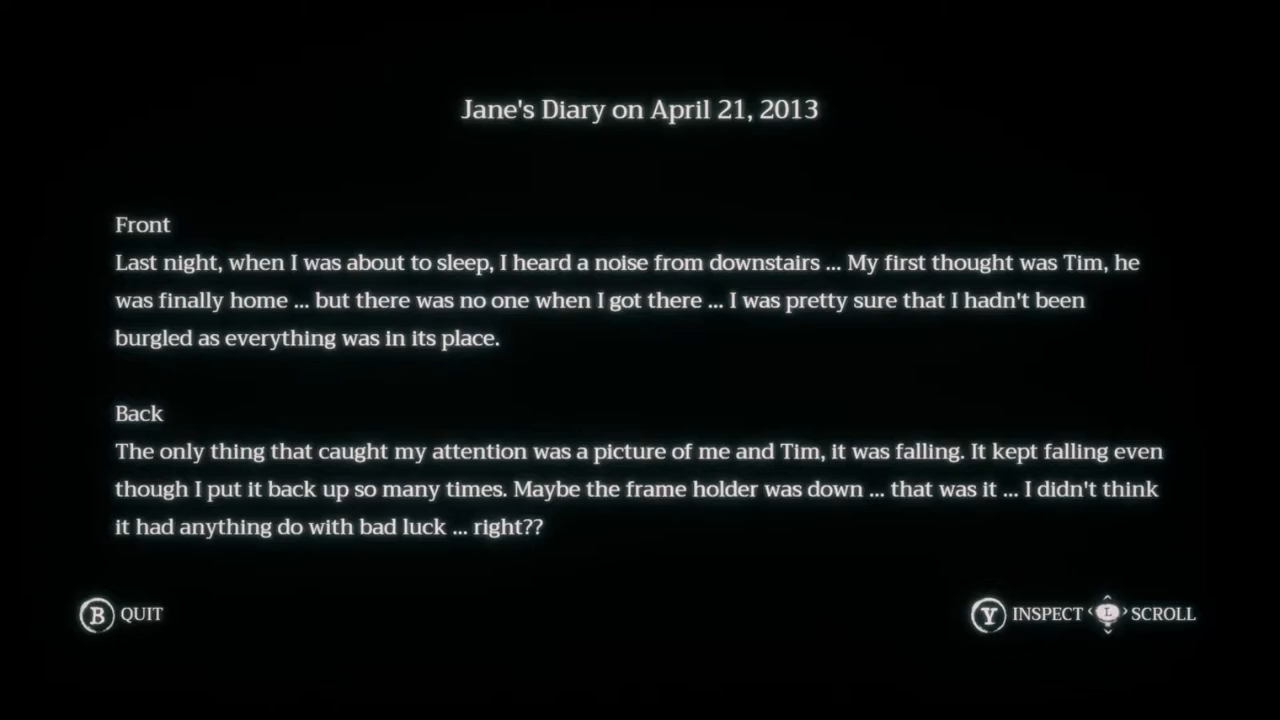 Jane's Diary on April 21, 2013
Front
Last night, when I was about to sleep, I heard a noise from downstairs ... My first thought was Tim, he
was finally home ... but there was no one when I got there ... I was pretty sure that I hadn't been
burgled as everything was in its place.
Back
The only thing that caught my attention was a picture of me and Tim, it was falling. It kept falling even
though I put it back up so many times. Maybe the frame holder was down ... that was it ... I didn't think
it had anything do with bad luck ... right??
B QUIT
Y INSPECT L SCROLL